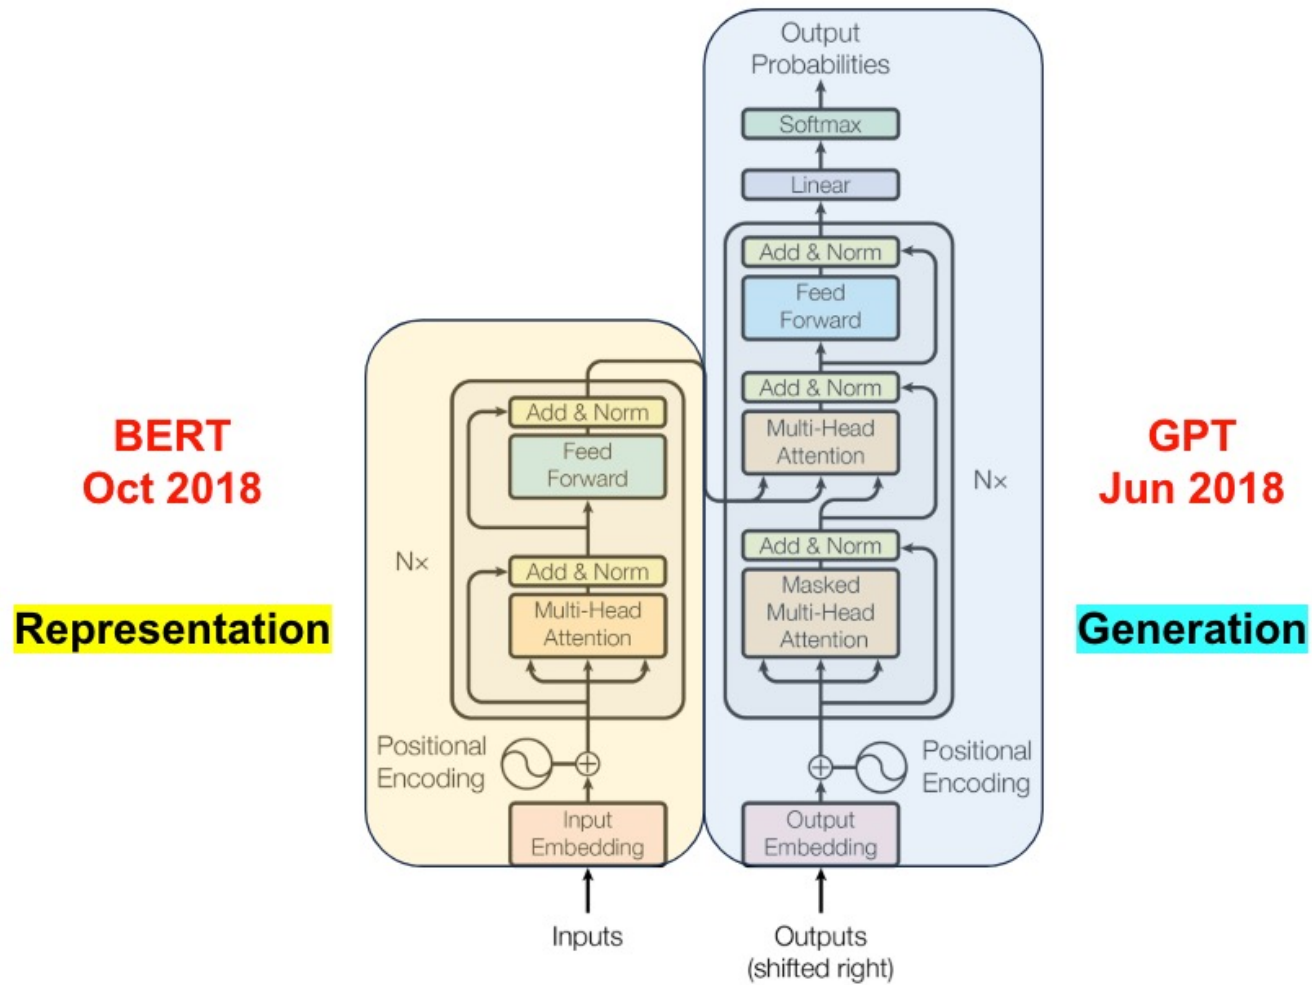 BERT
Oct 2018
Representation
Nx
Add & Norm
Feed
Forward
Add & Norm
Multi-Head
Attention
Positional
Encoding
Input
Embedding
Inputs
Output
Probabilities
Softmax
Linear
Add & Norm
Feed
Forward
Add & Norm
Multi-Head
Attention
Nx
Add & Norm
Masked
Multi-Head
Attention
Positional
Encoding
Output
Embedding
Outputs
(shifted right)
GPT
Jun 2018
Generation